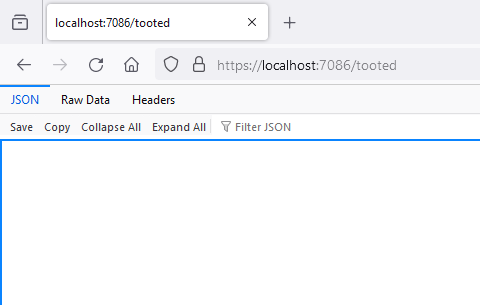 localhost:7086/tooted
https://localhost:7086/tooted
JSON Raw Data Headers
Save Copy Collapse All Expand All Filter JSON